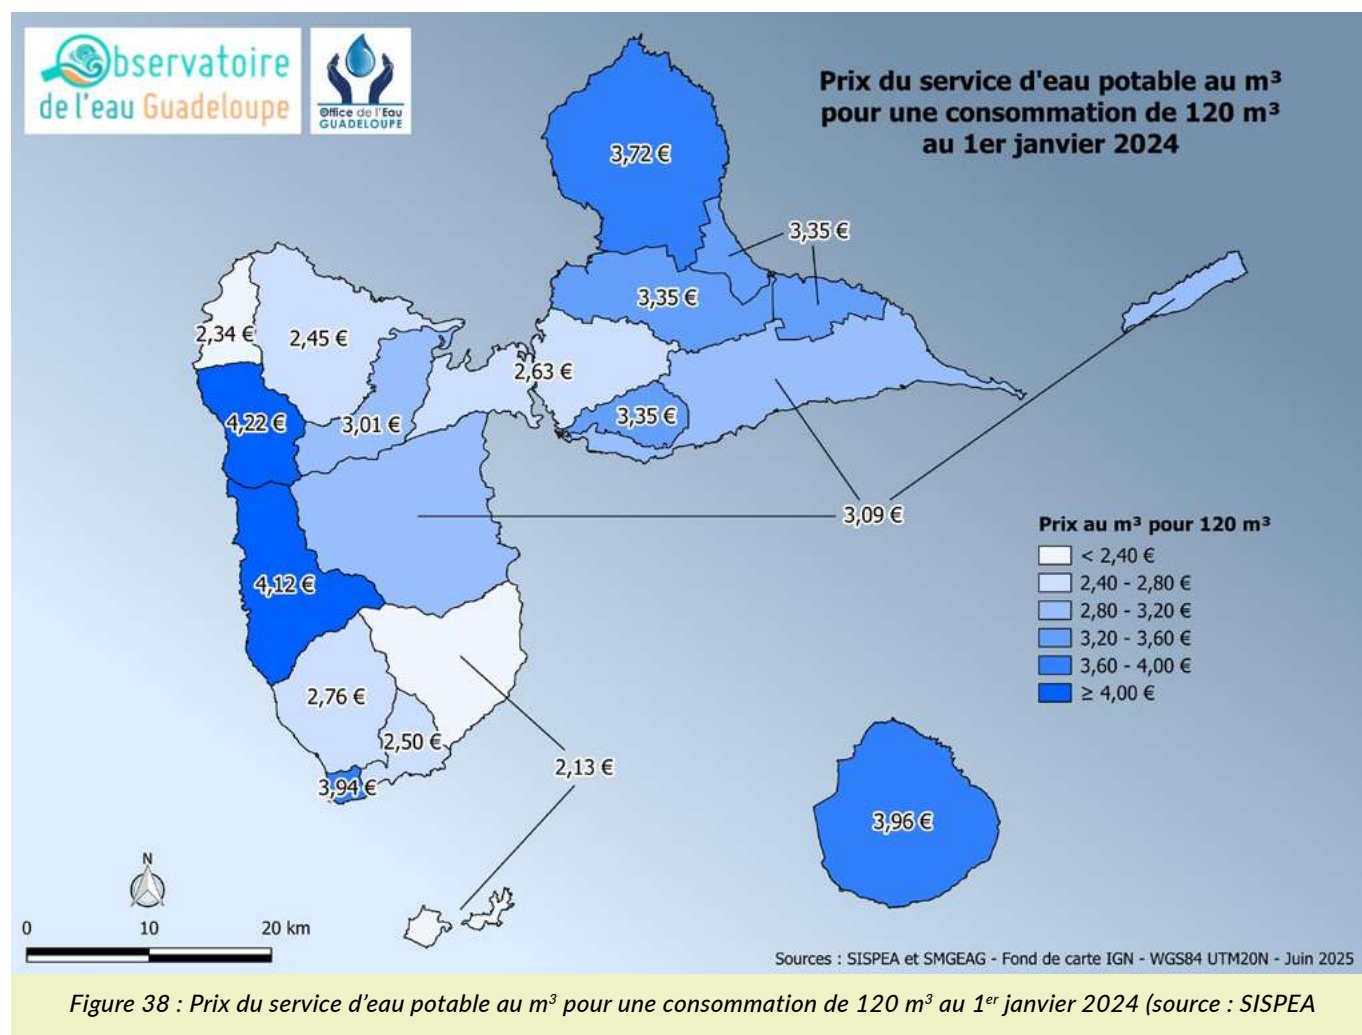 Observatoire
de l'eau Guadeloupe
Office de l'Eau
GUADELOUPE
Prix du service d'eau potable au m³
pour une consommation de 120 m³
au 1er janvier 2024
3,72 €
3,35 €
3,35 €
2,34 €
2,45 €
2,63 €
4,22 €
3,01 €
3,35 €
3,09 €
4,12 €
2,76 €
2,50 €
3,94 €
2,13 €
3,96 €
Prix au m³ pour 120 m³
< 2,40 €
2,40 - 2,80 €
2,80 - 3,20 €
3,20 - 3,60 €
3,60 - 4,00 €
≥ 4,00 €
N
0 10 20 km
Sources : SISPEA et SMGEAG - Fond de carte IGN - WGS84 UTM20N - Juin 2025
Figure 38 : Prix du service d’eau potable au m³ pour une consommation de 120 m³ au 1er janvier 2024 (source : SISPEA